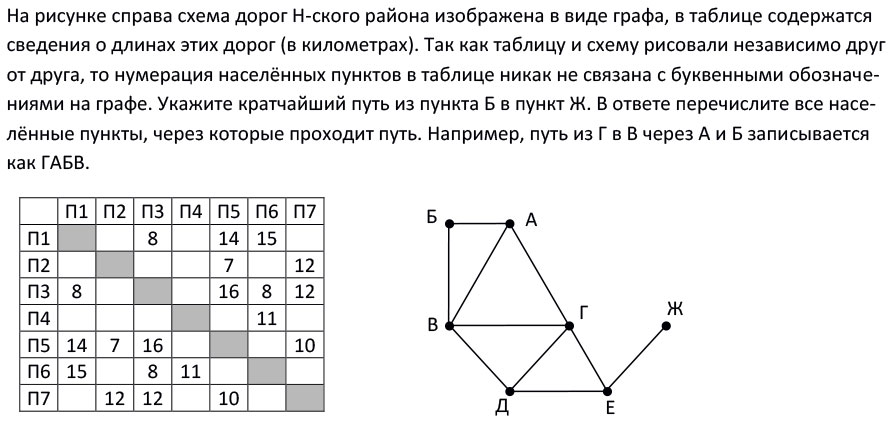 На рисунке справа схема дорог Н-ского района изображена в виде графа, в таблице содержатся
сведения о длинах этих дорог (в километрах). Так как таблицу и схему рисовали независимо друг
от друга, то нумерация населённых пунктов в таблице никак не связана с буквенными обозначе-
ниями на графе. Укажите кратчайший путь из пункта Б в пункт Ж. В ответе перечислите все насе-
лённые пункты, через которые проходит путь. Например, путь из Г в В через А и Б записывается
как ГАБВ.
П1 П2 П3 П4 П5 П6 П7
П1 8 14 15
П2 7 12
П3 8 16 8 12
П4 11
П5 14 7 16 10
П6 15 8 11
П7 12 12 10
Б А
В Г Ж
Д Е